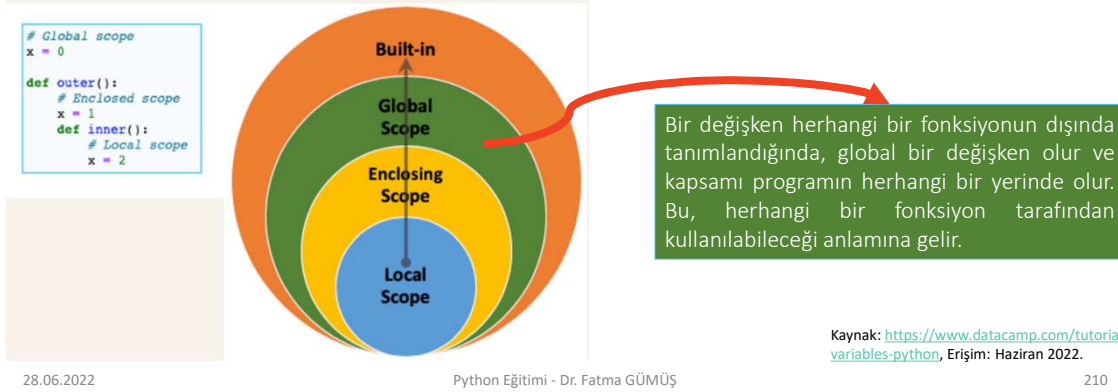 # Global scope
x = 0
def outer():
    # Enclosed scope
    x = 1
    def inner():
        # Local scope
        x = 2
Built-in
Global
Scope
Enclosing
Scope
Local
Scope
Bir değişken herhangi bir fonksiyonun dışında
tanımlandığında, global bir değişken olur ve
kapsamı programın herhangi bir yerinde olur.
Bu, herhangi bir fonksiyon tarafından
kullanılabileceği anlamına gelir.
Kaynak: https://www.datacamp.com/tutoria
variables-python, Erişim: Haziran 2022.
28.06.2022
Python Eğitimi - Dr. Fatma GÜMÜŞ
210